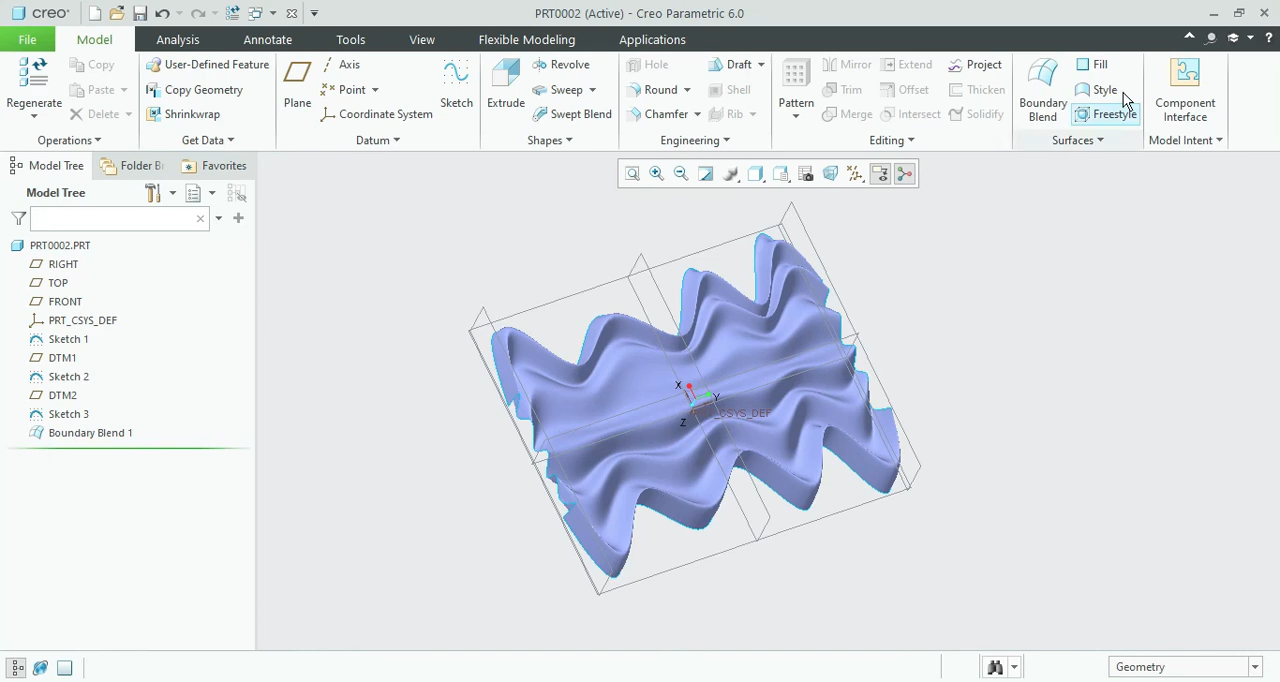 creo
PRT0002 (Active) - Creo Parametric 6.0
File Model Analysis Annotate Tools View Flexible Modeling Applications
Regenerate
Copy
Paste
Delete
Operations
User-Defined Feature
Copy Geometry
Shrinkwrap
Get Data
Plane
Axis
Point
Coordinate System
Sketch
Datum
Extrude
Revolve
Sweep
Swept Blend
Shapes
Hole
Round
Chamfer
Draft
Shell
Rib
Engineering
Pattern
Mirror
Trim
Merge
Extend
Offset
Intersect
Project
Thicken
Solidify
Editing
Boundary
Blend
Fill
Style
Freestyle
Surfaces
Component
Interface
Model Intent
Model Tree Folder B Favorites
Model Tree
PRT0002.PRT
RIGHT
TOP
FRONT
PRT_CSYS_DEF
Sketch 1
DTM1
Sketch 2
DTM2
Sketch 3
Boundary Blend 1
X
Y
Z
_CSYS_DEF
Geometry